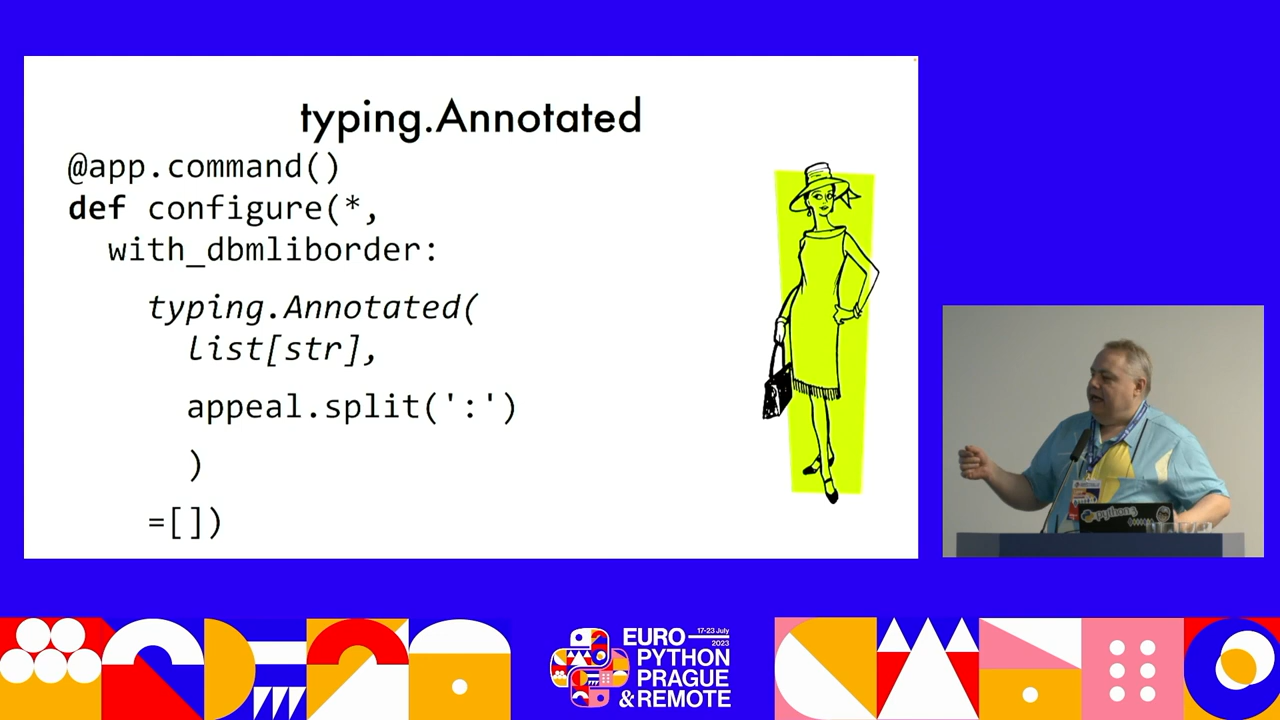 typing.Annotated
@app.command()
def configure(*,
with_dbmliborder:
typing.Annotated(
list[str],
appeal.split(':')
)
=[])
python
17-23 July
2023
EURO
PYTHON
PRAGUE
& REMOTE